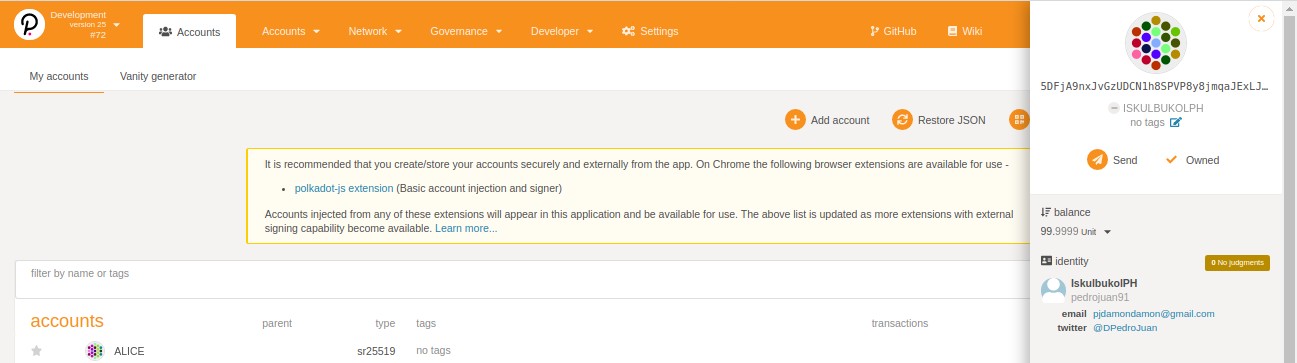 Development
version 25
#72
Accounts
Accounts
Network
Governance
Developer
Settings
GitHub
Wiki
My accounts
Vanity generator
Add account
Restore JSON
It is recommended that you create/store your accounts securely and externally from the app. On Chrome the following browser extensions are available for use -
polkadot-js extension (Basic account injection and signer)
Accounts injected from any of these extensions will appear in this application and be available for use. The above list is updated as more extensions with external
signing capability become available. Learn more...
filter by name or tags
accounts parent type tags transactions
ALICE sr25519 no tags
5DFjA9nxJvGzUDCN1h8SPVP8y8jmqaJExLJ…
ISKULBUKOLPH
no tags
Send
Owned
balance
99.9999 Unit
identity
0 No judgments
IskulbukolPH
pedrojuan91
email pjdamondamon@gmail.com
twitter @DPedroJuan